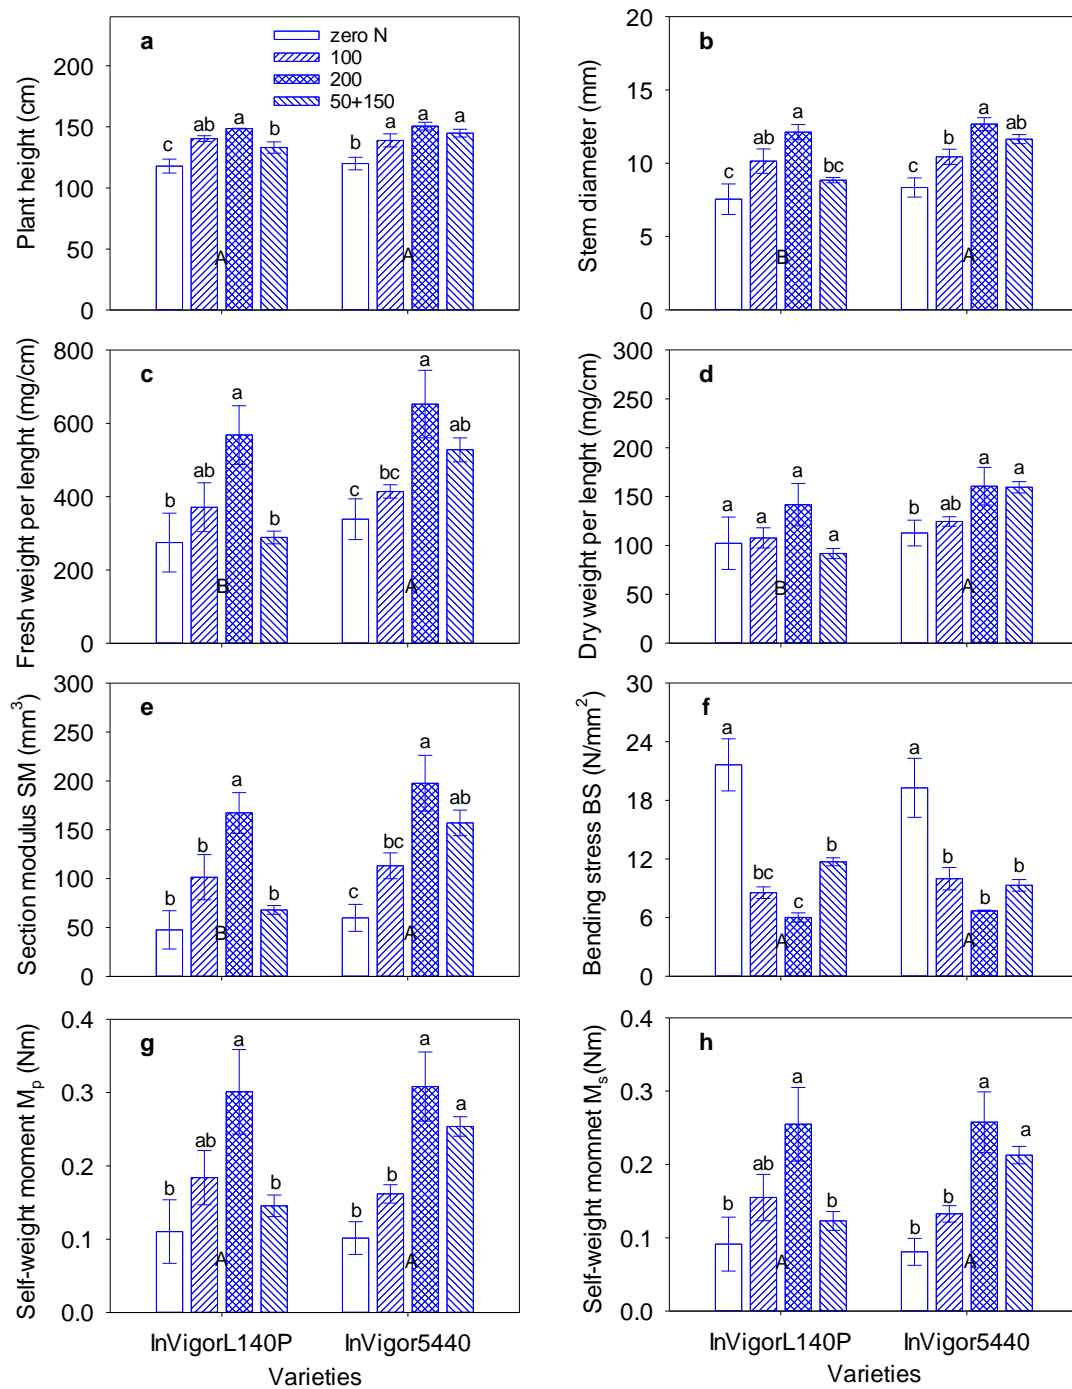 a
zero N
100
200
50+150
Plant height (cm)
200
150
100
50
0
c
ab
a
b
A
b
a
a
a
A
b
Stem diameter (mm)
20
15
10
5
0
c
ab
a
bc
B
c
b
a
ab
A
c
Fresh weight per lenght (mg/cm)
800
600
400
200
0
b
ab
a
b
B
c
bc
a
ab
A
d
Dry weight per lenght (mg/cm)
300
250
200
150
100
50
0
a
a
a
a
B
b
ab
a
a
A
e
Section modulus SM (mm³)
300
250
200
150
100
50
0
b
b
a
b
B
c
bc
a
ab
A
f
Bending stress BS (N/mm²)
30
24
18
12
6
0
a
bc
c
b
A
a
b
b
b
A
g
Self-weight moment Mp (Nm)
0.4
0.3
0.2
0.1
0.0
b
ab
a
b
A
b
b
a
a
A
InVigorL140P
InVigor5440
Varieties
h
Self-weight momnet Ms(Nm)
0.4
0.3
0.2
0.1
0.0
b
ab
a
b
A
b
b
a
a
A
InVigorL140P
InVigor5440
Varieties